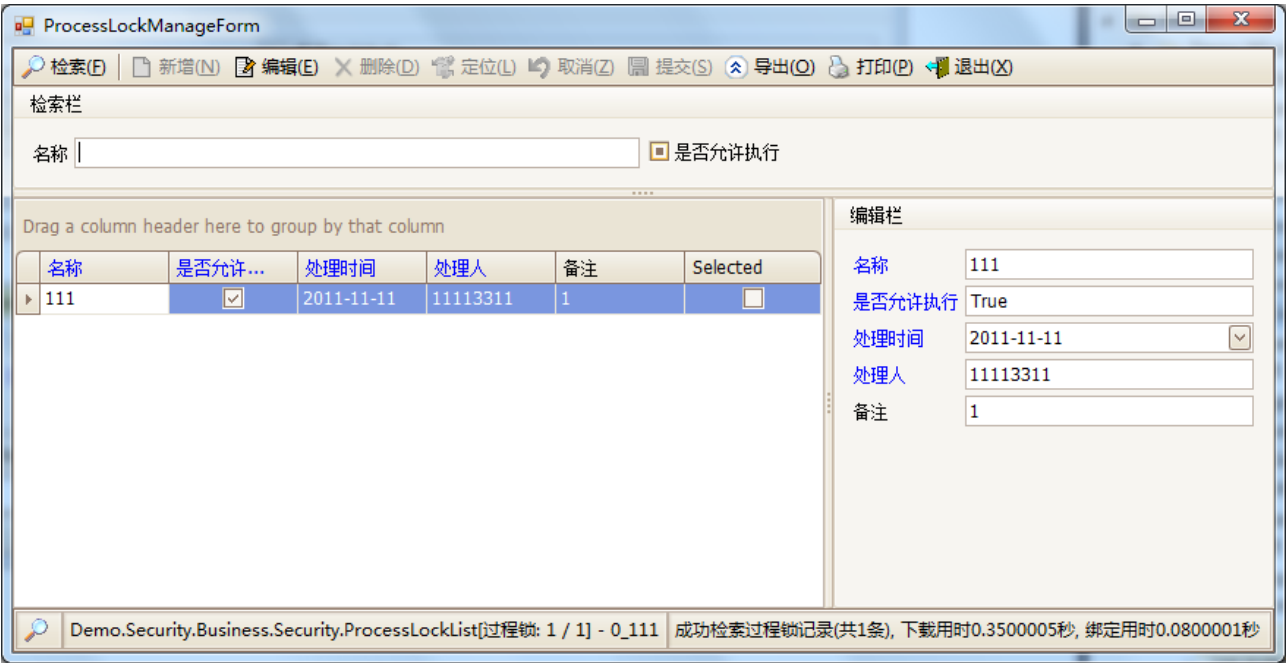 ProcessLockManageForm
检索(F) 新增(N) 编辑(E) 删除(D) 定位(L) 取消(Z) 提交(S) 导出(O) 打印(P) 退出(X)
检索栏
名称 是否允许执行
Drag a column header here to group by that column
名称 是否允许... 处理时间 处理人 备注 Selected
111 2011-11-11 11113311 1
编辑栏
名称 111
是否允许执行 True
处理时间 2011-11-11
处理人 11113311
备注 1
Demo.Security.Business.Security.ProcessLockList[过程锁: 1 / 1] - 0_111 成功检索过程锁记录(共1条), 下载用时0.3500005秒, 绑定用时0.0800001秒